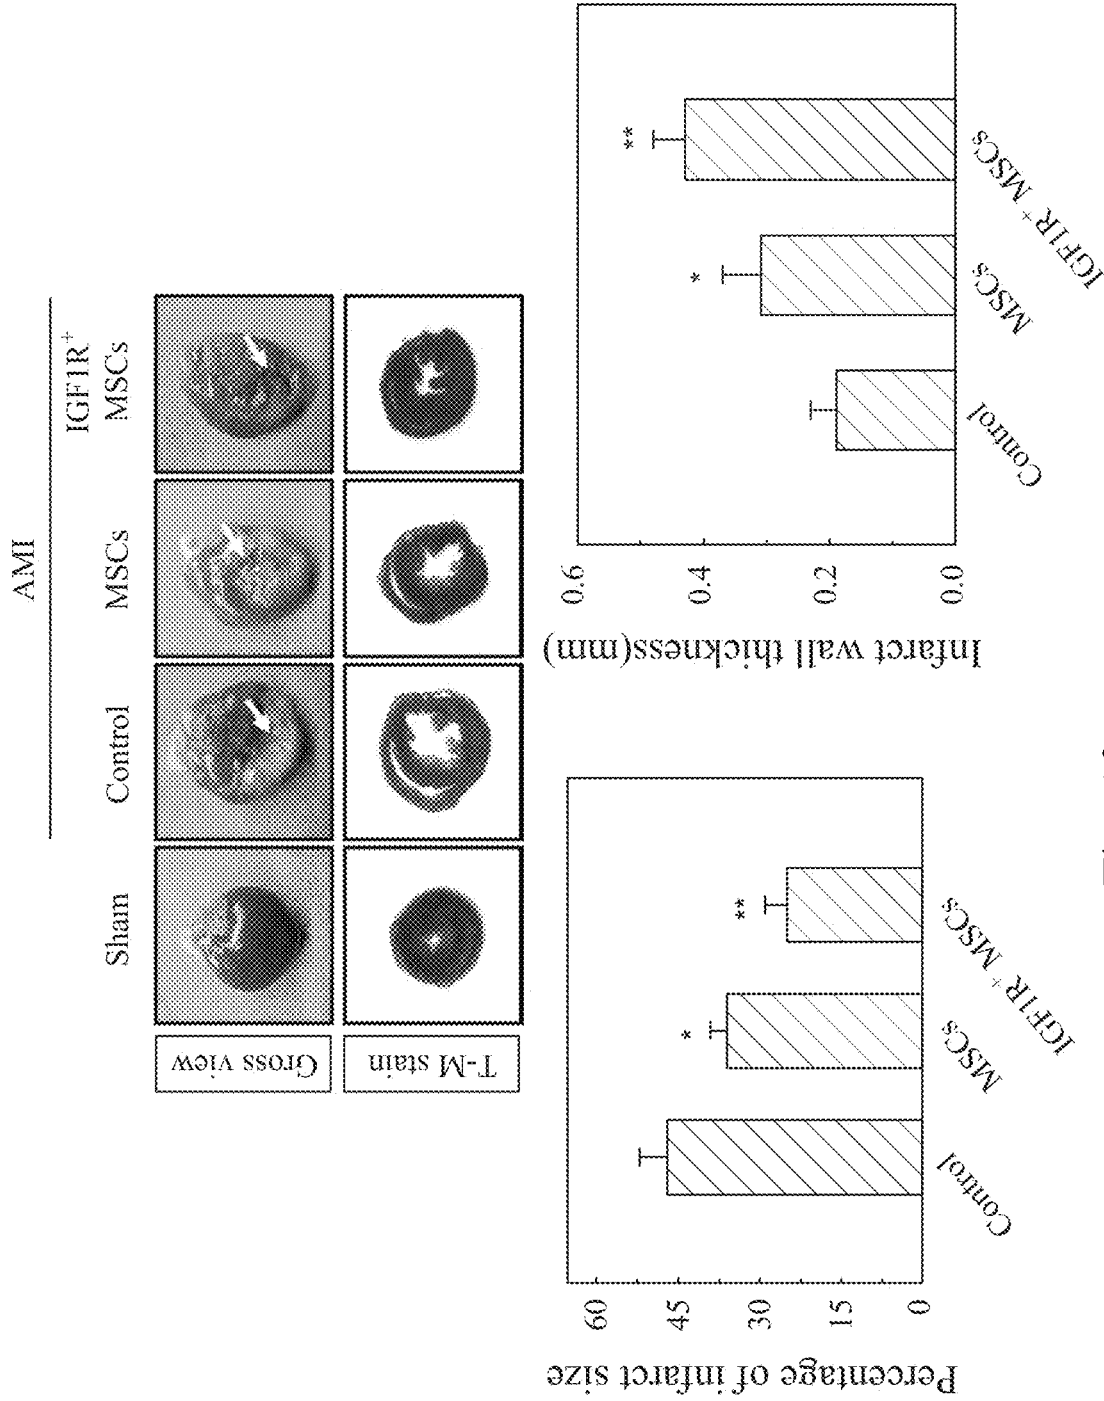 AMI
Sham
Control
MSCs
IGF1R⁺
MSCs
Gross view
T-M stain
Percentage of infarct size
60
45
30
15
0
*
**
Control
MSCs
IGF1R⁺ MSCs
Infarct wall thickness(mm)
0.6
0.4
0.2
0.0
*
**
Control
MSCs
IGF1R⁺ MSCs